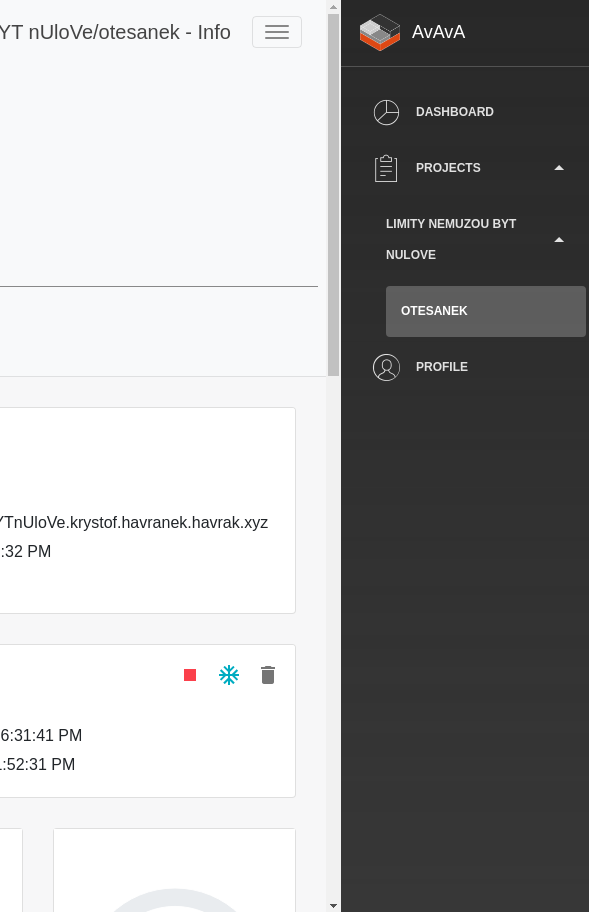 YT nUloVe/otesanek - Info
YTnUloVe.krystof.havranek.havrak.xyz
:32 PM
6:31:41 PM
:52:31 PM
AvAvA
DASHBOARD
PROJECTS
LIMITY NEMUZOU BYT
NULOVE
OTESANEK
PROFILE